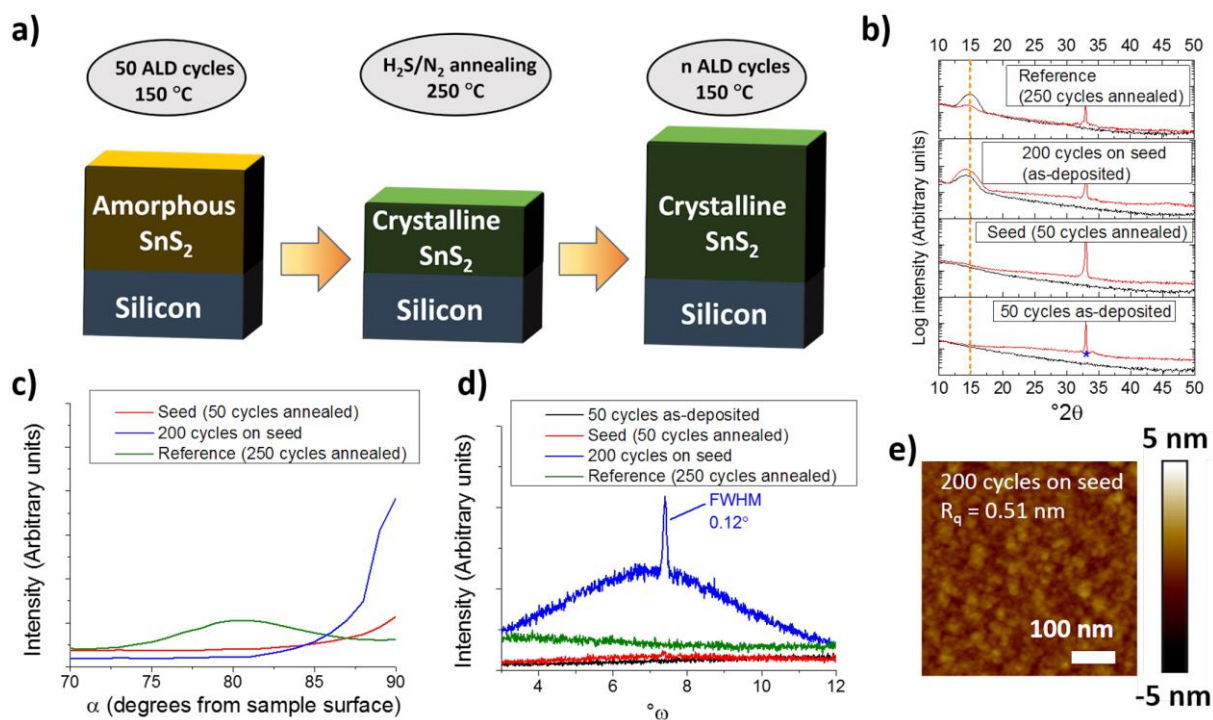 a)
50 ALD cycles
150 °C
H₂S/N₂ annealing
250 °C
n ALD cycles
150 °C
Amorphous
SnS₂
Silicon
Crystalline
SnS₂
Silicon
Crystalline
SnS₂
Silicon
b)
10 15 20 25 30 35 40 45 50
Reference
(250 cycles annealed)
200 cycles on seed
(as-deposited)
Seed (50 cycles annealed)
50 cycles as-deposited
Log intensity (Arbitrary units)
10 15 20 25 30 35 40 45 50
°2θ
c)
Seed (50 cycles annealed)
200 cycles on seed
Reference (250 cycles annealed)
Intensity (Arbitrary units)
70 75 80 85 90
α (degrees from sample surface)
d)
50 cycles as-deposited
Seed (50 cycles annealed)
200 cycles on seed
Reference (250 cycles annealed)
FWHM
0.12°
Intensity (Arbitrary units)
4 6 8 10 12
°ω
e)
200 cycles on seed
Rq = 0.51 nm
100 nm
5 nm
-5 nm